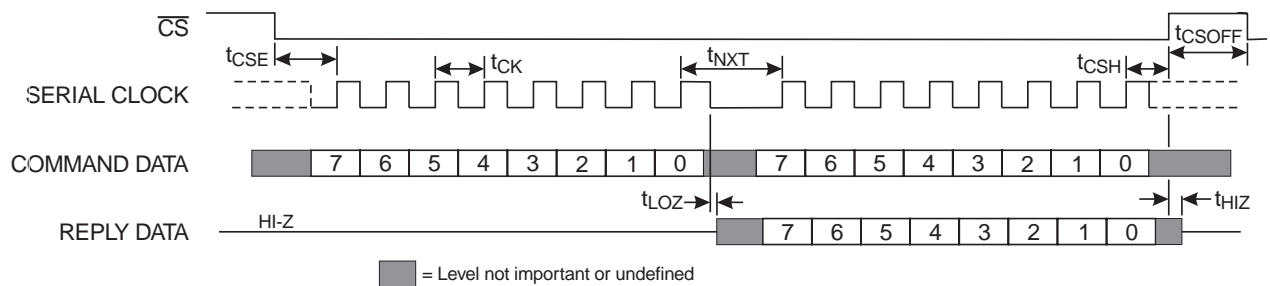 CS
tCSOFF
tCSE
tCK
tNXT
tCSH
SERIAL CLOCK
COMMAND DATA
7 6 5 4 3 2 1 0 7 6 5 4 3 2 1 0
tLOZ
tHIZ
REPLY DATA
HI-Z
7 6 5 4 3 2 1 0
= Level not important or undefined